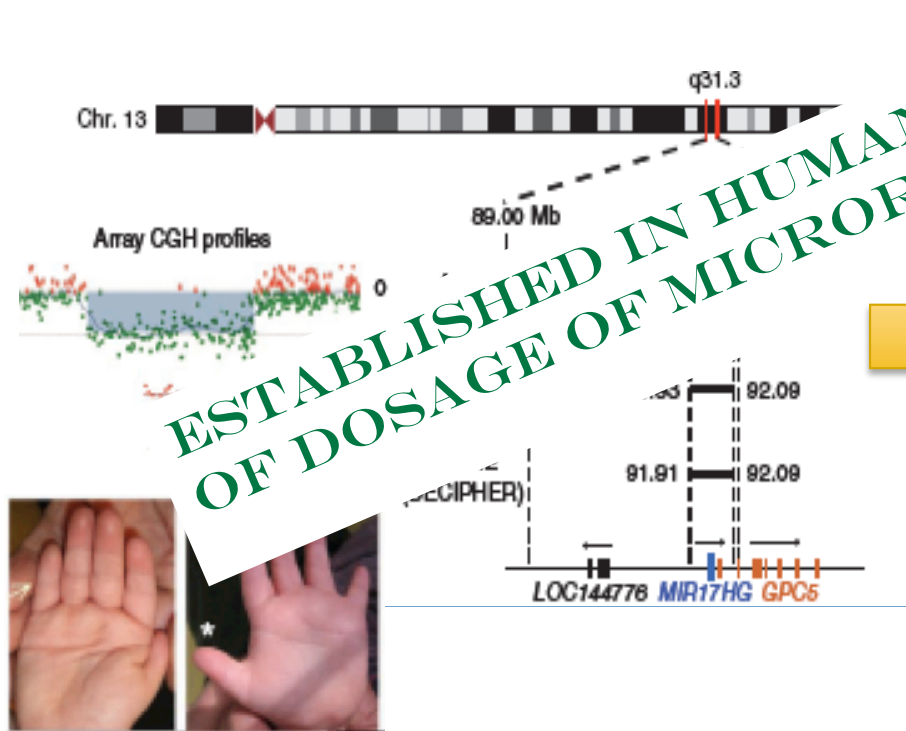 q31.3
Chr. 13
89.00 Mb
Array CGH profiles
0
ESTABLISHED IN HUMAN
OF DOSAGE OF
92.09
91.91 92.09
(DECIPHER)
LOC144776 MIR17HG GPC5
*